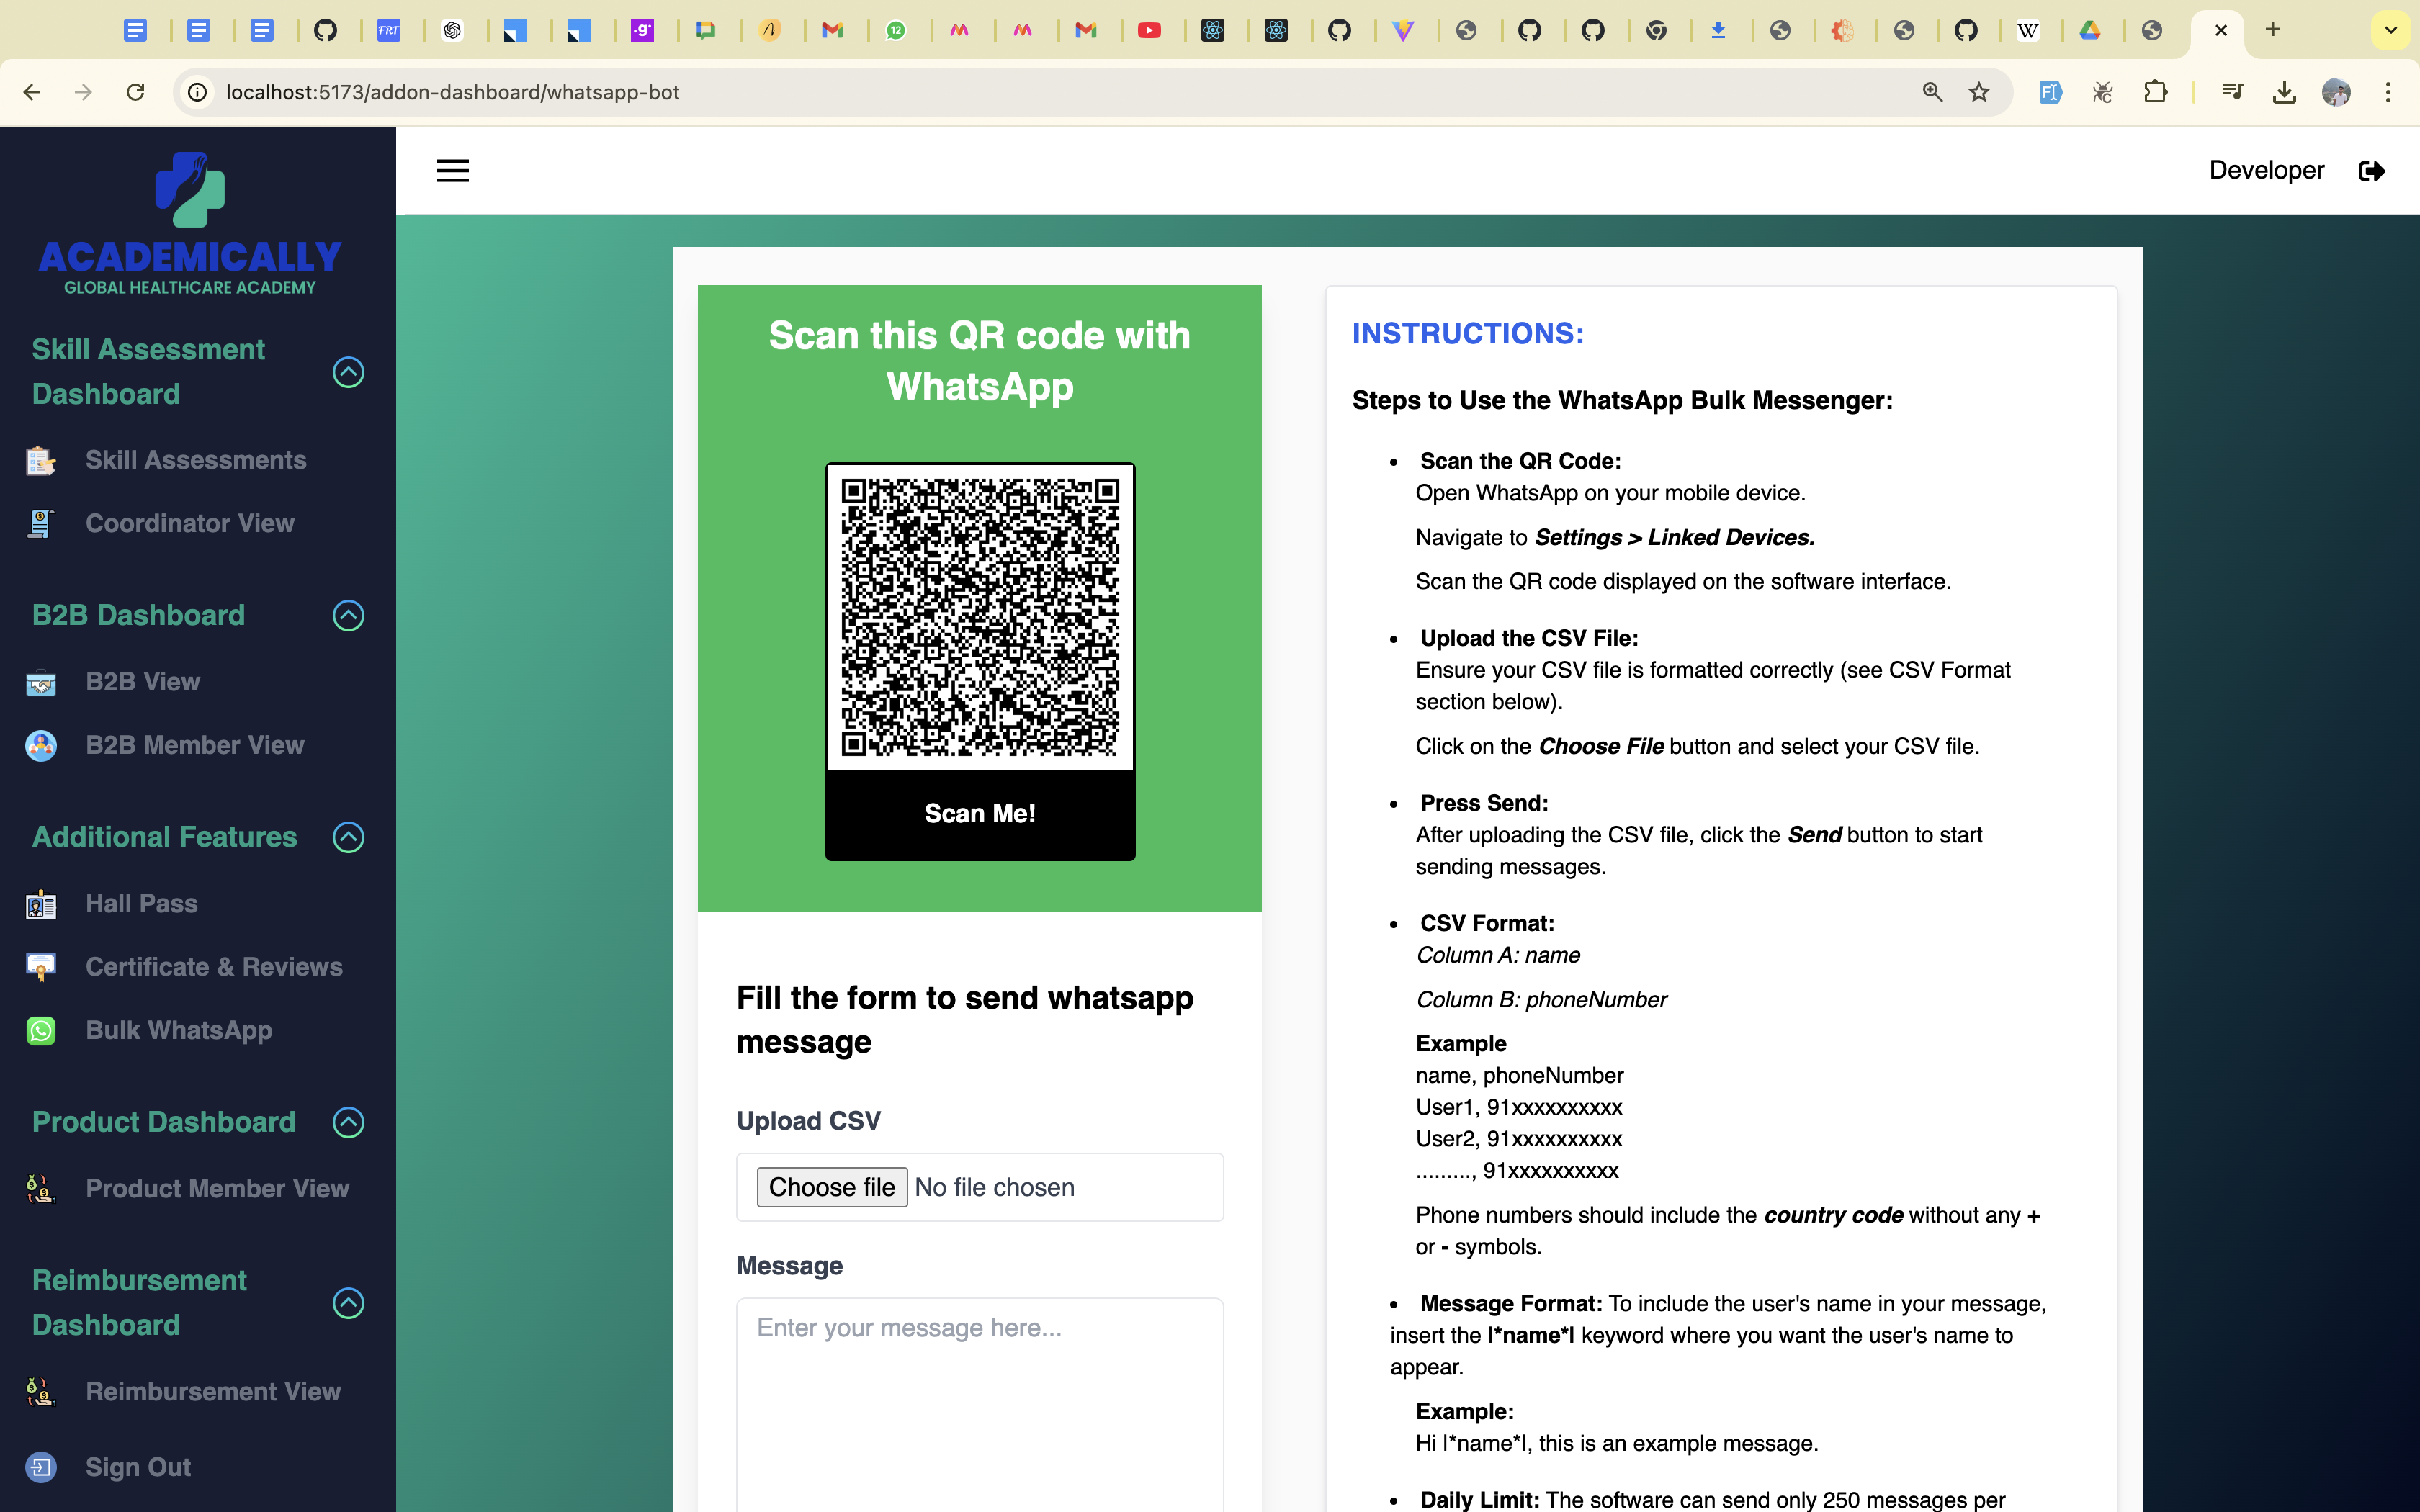 FRT
.g'
12
W
localhost:5173/addon-dashboard/whatsapp-bot
ACADEMICALLY
GLOBAL HEALTHCARE ACADEMY
Skill Assessment
Dashboard
Skill Assessments
Coordinator View
B2B Dashboard
B2B View
B2B Member View
Additional Features
Hall Pass
Certificate & Reviews
Bulk WhatsApp
Product Dashboard
Product Member View
Reimbursement
Dashboard
Reimbursement View
Sign Out
Developer
Scan this QR code with
WhatsApp
Scan Me!
Fill the form to send whatsapp
message
Upload CSV
Choose file No file chosen
Message
Enter your message here...
INSTRUCTIONS:
Steps to Use the WhatsApp Bulk Messenger:
• Scan the QR Code:
Open WhatsApp on your mobile device.
Navigate to Settings > Linked Devices.
Scan the QR code displayed on the software interface.
• Upload the CSV File:
Ensure your CSV file is formatted correctly (see CSV Format
section below).
Click on the Choose File button and select your CSV file.
• Press Send:
After uploading the CSV file, click the Send button to start
sending messages.
• CSV Format:
Column A: name
Column B: phoneNumber
Example
name, phoneNumber
User1, 91xxxxxxxxxx
User2, 91xxxxxxxxxx
........., 91xxxxxxxxxx
Phone numbers should include the country code without any +
or - symbols.
• Message Format: To include the user's name in your message,
insert the |*name*| keyword where you want the user's name to
appear.
Example:
Hi |*name*|, this is an example message.
• Daily Limit: The software can send only 250 messages per